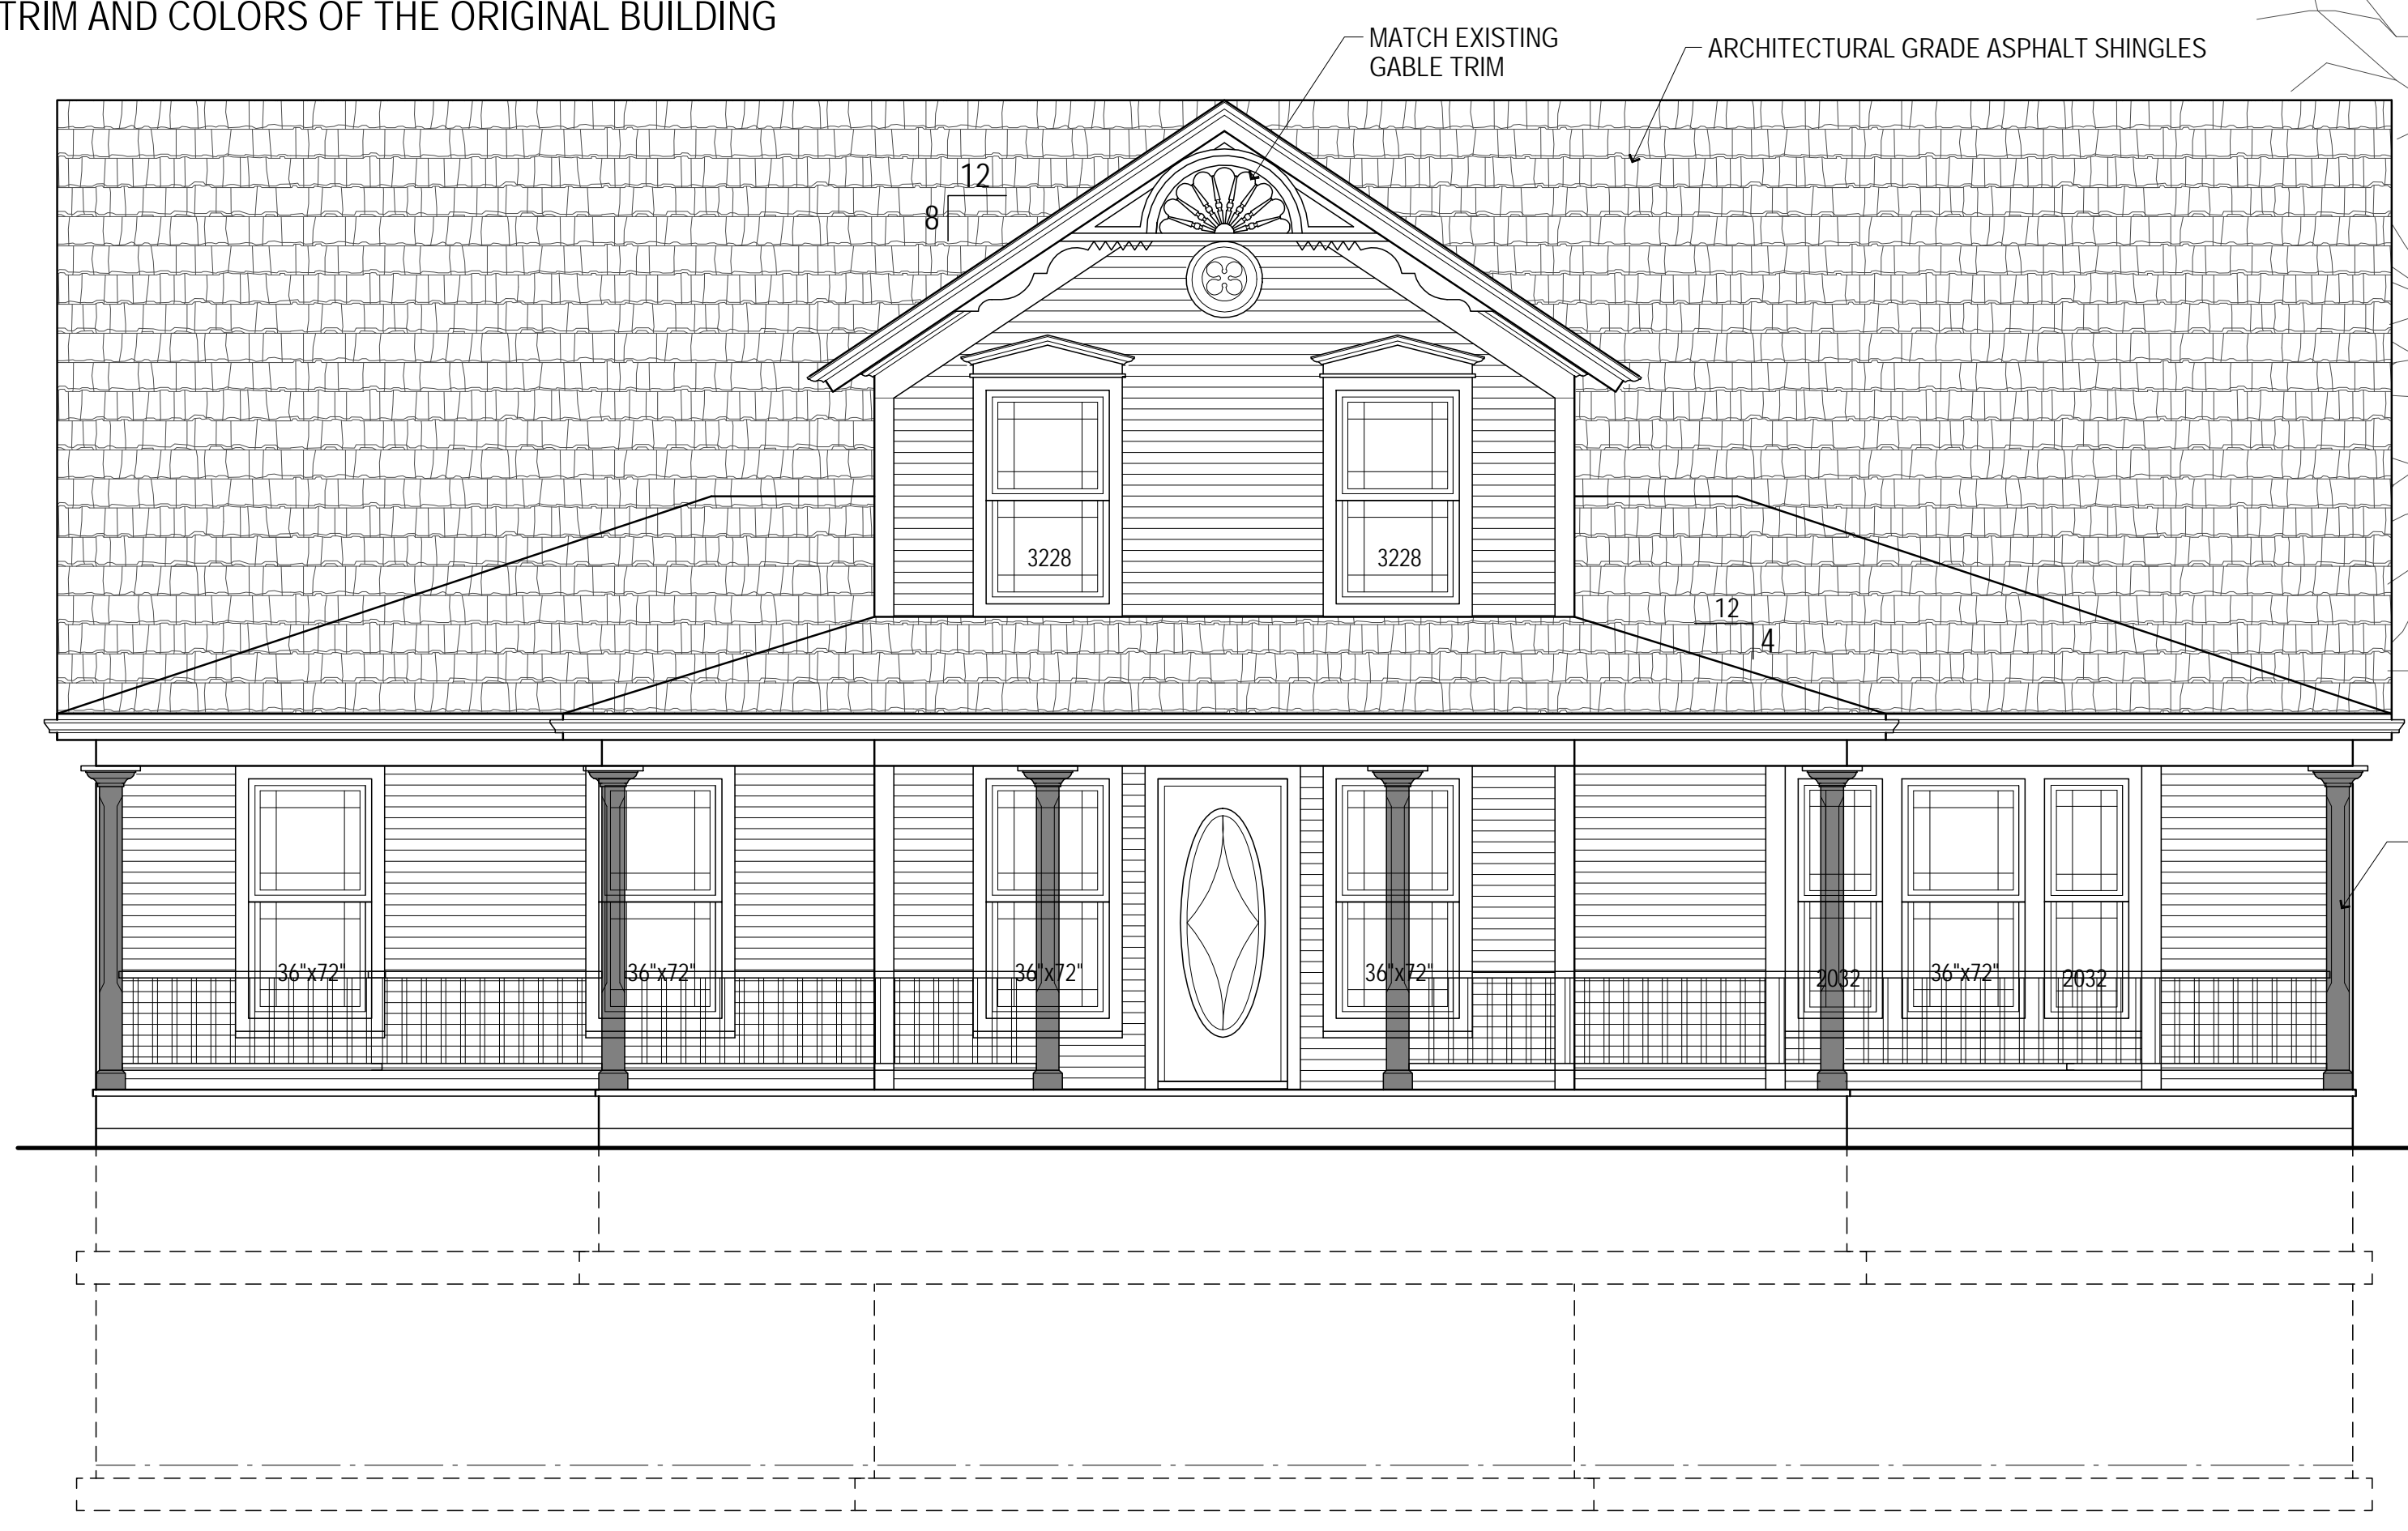 TRIM AND COLORS OF THE ORIGINAL BUILDING
MATCH EXISTING
GABLE TRIM
ARCHITECTURAL GRADE ASPHALT SHINGLES
12
8
3228
3228
12
4
36"x72"
36"x72"
36"x72"
36"x72"
2032
36"x72"
2032